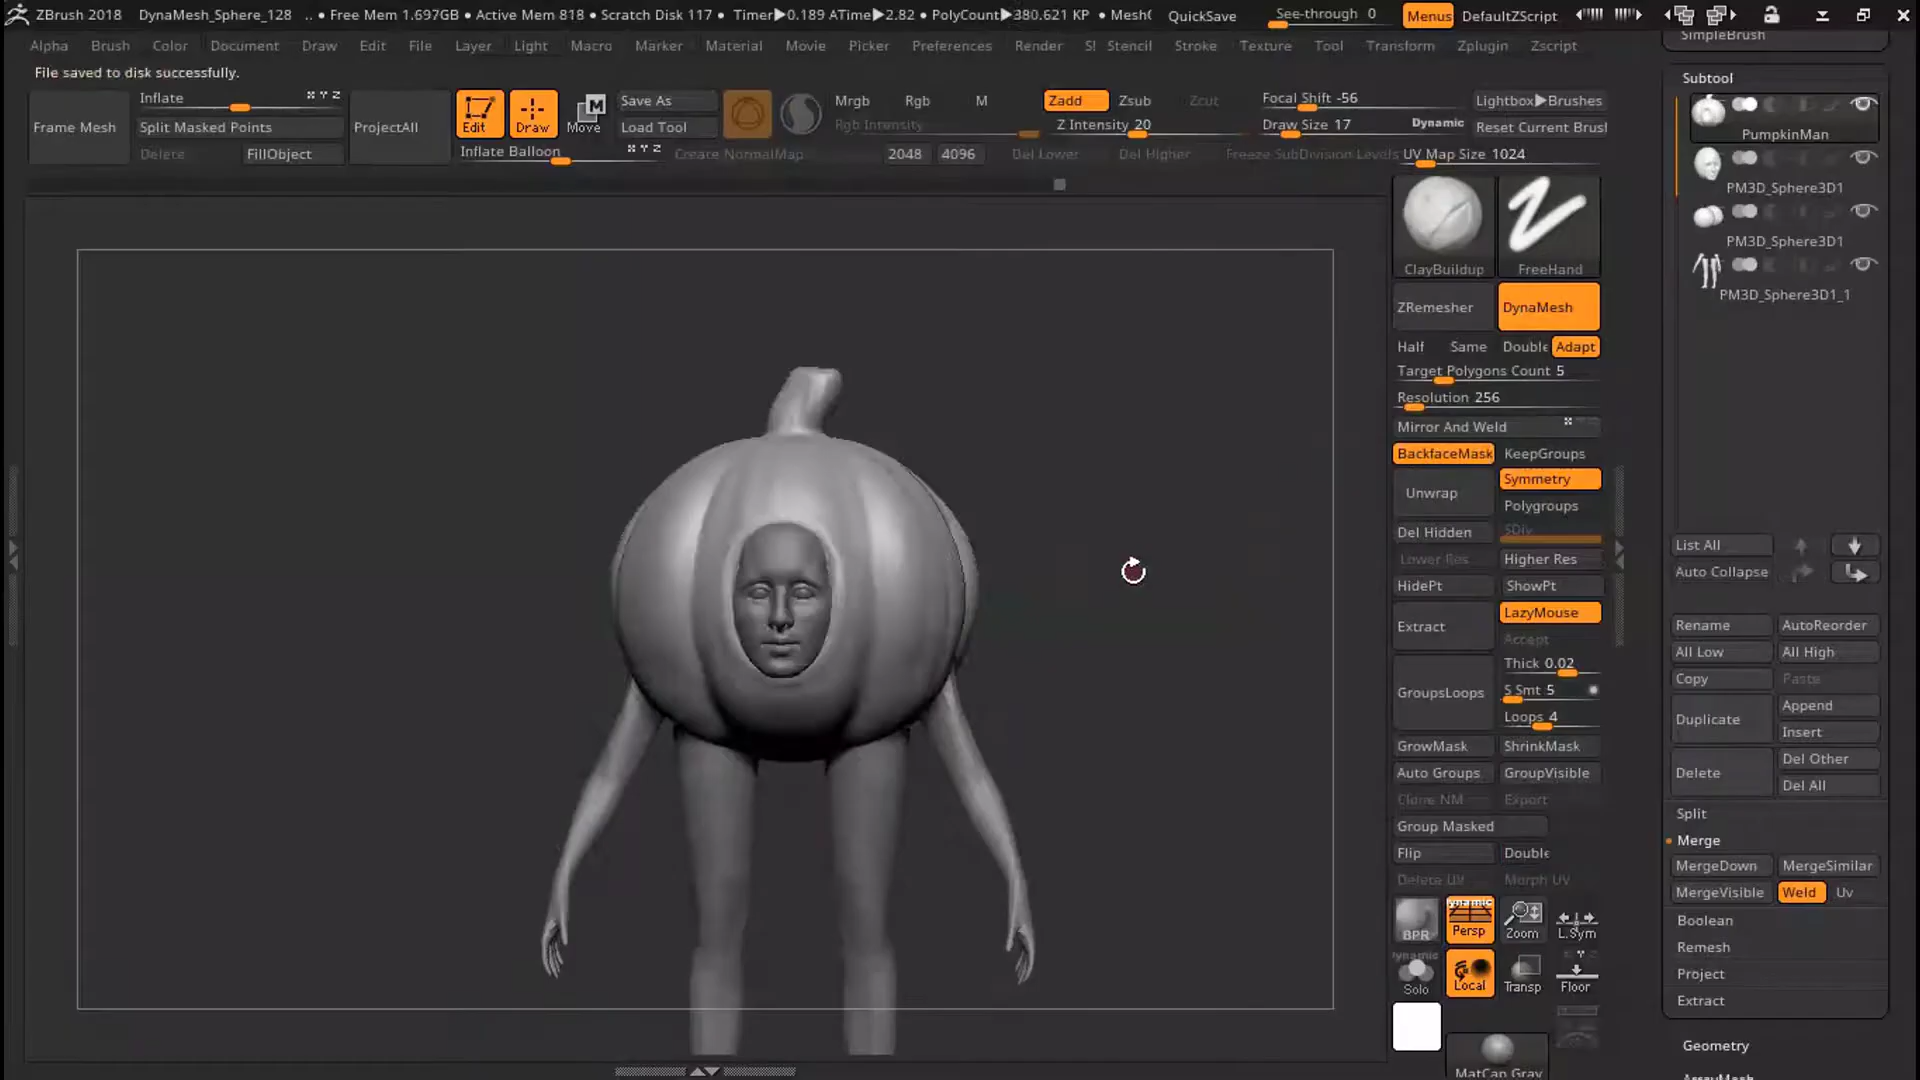 ZBrush 2018 DynaMesh_Sphere_128 .. • Free Mem 1.697GB • Active Mem 818 • Scratch Disk 117 • Timer▶0.189 ATime▶2.82 • PolyCount▶380.621 KP • Mesh( QuickSave See-through 0 Menus DefaultZScript
Alpha Brush Color Document Draw Edit File Layer Light Macro Marker Material Movie Picker Preferences Render Sl Stencil Stroke Texture Tool Transform Zplugin Zscript
File saved to disk successfully.
Frame Mesh
Inflate X Y Z
Split Masked Points
Delete FillObject
ProjectAll
Edit Draw Move
Inflate Balloon X Y Z
Save As
Load Tool
Create NormalMap
Mrgb Rgb M
Rgb Intensity
2048 4096
Zadd Zsub Zcut
Z Intensity 20
Del Lower Del Higher
Focal Shift -56
Draw Size 17 Dynamic
Freeze SubDivision Levels
Lightbox▶Brushes
Reset Current Brush
UV Map Size 1024
ClayBuildup FreeHand
ZRemesher DynaMesh
Half Same Double Adapt
Target Polygons Count 5
Resolution 256
Mirror And Weld
BackfaceMask KeepGroups
Unwrap Symmetry
Polygroups
Del Hidden SDiv
Lower Res Higher Res
HidePt ShowPt
Extract LazyMouse
Accept
Thick 0.02
GroupsLoops S Smt 5
Loops 4
GrowMask ShrinkMask
Auto Groups GroupVisible
Clone NM Export
Group Masked
Flip Double
Delete UV Morph UV
BPR Dynamic Persp Zoom L.Sym
Dynamic
Solo Local Transp Floor
MatCap Gray
SimpleBrush
Subtool
PumpkinMan
PM3D_Sphere3D1
PM3D_Sphere3D1
PM3D_Sphere3D1_1
List All
Auto Collapse
Rename AutoReorder
All Low All High
Copy Paste
Duplicate Append
Insert
Delete Del Other
Del All
Split
Merge
MergeDown MergeSimilar
MergeVisible Weld Uv
Boolean
Remesh
Project
Extract
Geometry
ArrayMesh